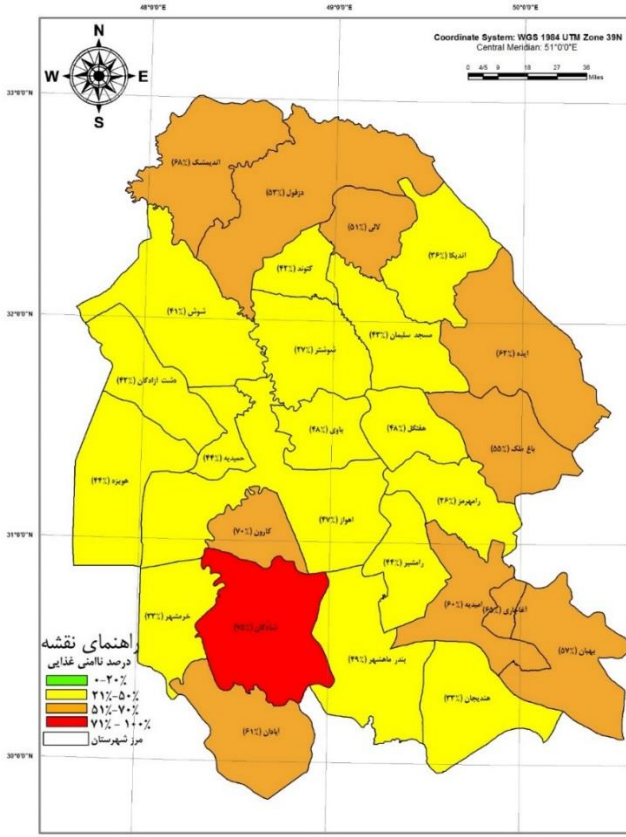 Coordinate System: WGS 1984 UTM Zone 39N
Central Meridian: 51°0'0"E
0 4/5 9 18 27 36
Miles
N
W E
S
48°0'0"E 49°0'0"E 50°0'0"E
33°0'0"N
32°0'0"N
31°0'0"N
30°0'0"N
اندیمشک (۶۸٪)
دزفول (۵۳٪)
لالی (۵۱٪)
اندیکا (۳۶٪)
گتوند (۴۲٪)
شوش (۴۱٪)
مسجد سلیمان (۴۳٪)
شوشتر (۳۷٪)
ایذه (۶۴٪)
دشت آزادگان (۴۲٪)
باوی (۴۸٪)
هفتگل (۴۸٪)
حمیدیه (۴۴٪)
باغ ملک (۵۵٪)
هویزه (۴۴٪)
رامهرمز (۳۶٪)
اهواز (۴۷٪)
کارون (۷۰٪)
رامشیر (۴۴٪)
امیدیه (۶۰٪)
آغاجاری (۶۵٪)
خرمشهر (۳۳٪)
شادگان
بهبهان (۵۷٪)
بندر ماهشهر (۴۹٪)
هندیجان (۳۳٪)
آبادان (۶۱٪)
راهنمای نقشه
درصد ناامنی غذایی
۰-۲۰٪
۲۱٪-۵۰٪
۵۱٪-۷۰٪
۷۱٪ - ۱۰۰٪
مرز شهرستان